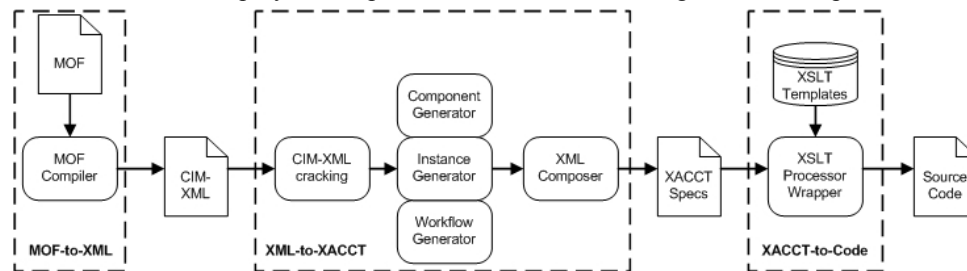 MOF
MOF
Compiler
MOF-to-XML
CIM-
XML
CIM-XML
cracking
Component
Generator
Instance
Generator
Workflow
Generator
XML
Composer
XML-to-XACCT
XACCT
Specs
XSLT
Templates
XSLT
Processor
Wrapper
XACCT-to-Code
Source
Code